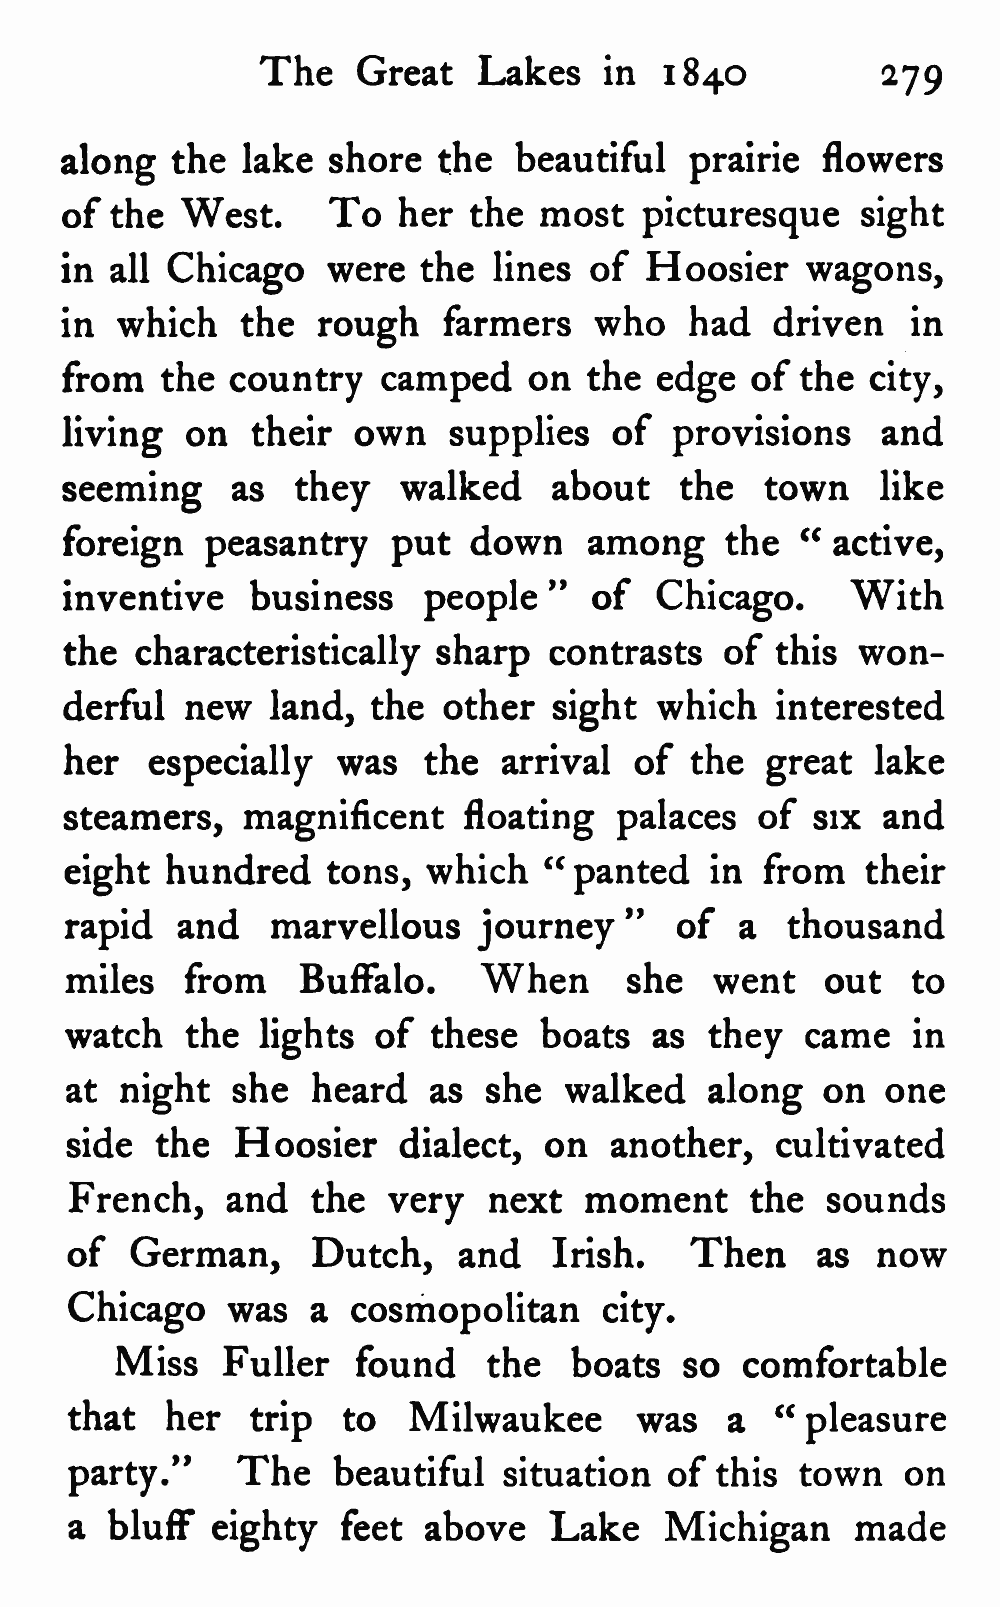 The Great Lakes in 1840 279
along the lake shore the beautiful prairie flowers
of the West. To her the most picturesque sight
in all Chicago were the lines of Hoosier wagons,
in which the rough farmers who had driven in
from the country camped on the edge of the city,
living on their own supplies of provisions and
seeming as they walked about the town like
foreign peasantry put down among the “ active,
inventive business people ” of Chicago. With
the characteristically sharp contrasts of this won-
derful new land, the other sight which interested
her especially was the arrival of the great lake
steamers, magnificent floating palaces of six and
eight hundred tons, which “ panted in from their
rapid and marvellous journey ” of a thousand
miles from Buffalo. When she went out to
watch the lights of these boats as they came in
at night she heard as she walked along on one
side the Hoosier dialect, on another, cultivated
French, and the very next moment the sounds
of German, Dutch, and Irish. Then as now
Chicago was a cosmopolitan city.
Miss Fuller found the boats so comfortable
that her trip to Milwaukee was a “ pleasure
party.” The beautiful situation of this town on
a bluff eighty feet above Lake Michigan made